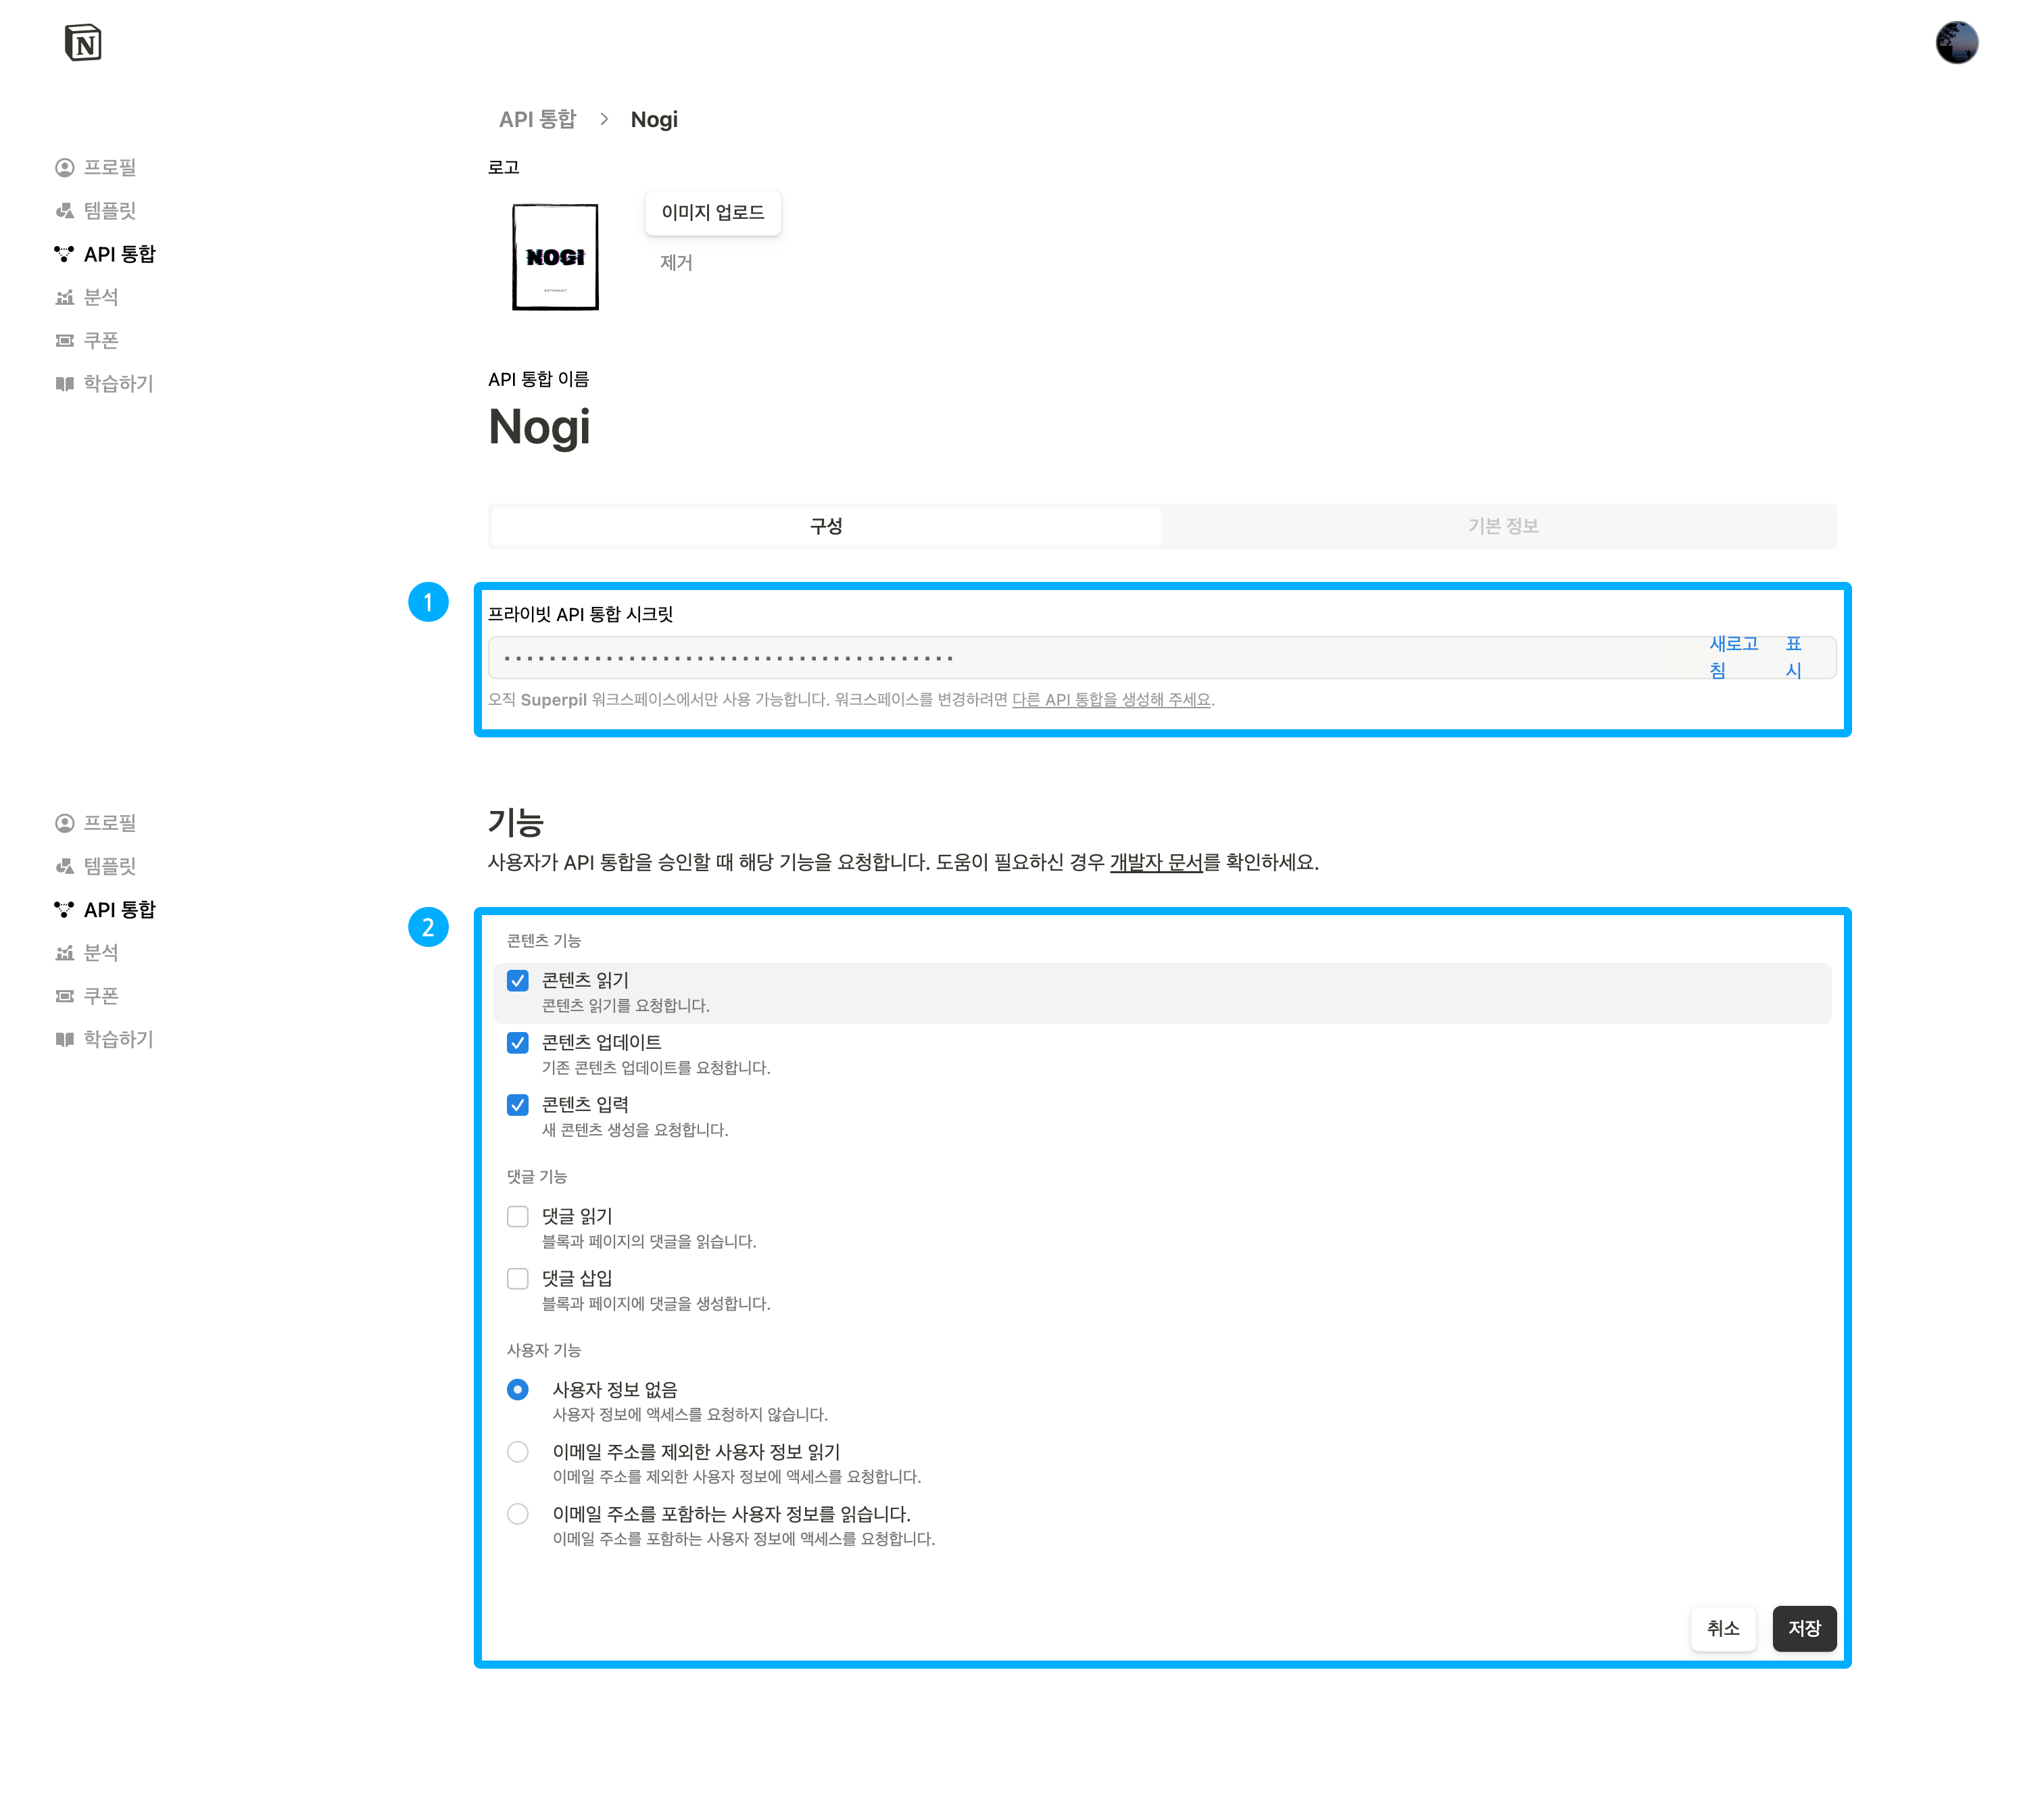 N
API 통합 > Nogi
프로필
템플릿
API 통합
분석
쿠폰
학습하기
로고
NOGI
이미지 업로드
제거
API 통합 이름
Nogi
구성
기본 정보
1
프라이빗 API 통합 시크릿
새로고침
표시
오직 Superpil 워크스페이스에서만 사용 가능합니다. 워크스페이스를 변경하려면 다른 API 통합을 생성해 주세요.
프로필
템플릿
API 통합
분석
쿠폰
학습하기
기능
사용자가 API 통합을 승인할 때 해당 기능을 요청합니다. 도움이 필요하신 경우 개발자 문서를 확인하세요.
2
콘텐츠 기능
콘텐츠 읽기
콘텐츠 읽기를 요청합니다.
콘텐츠 업데이트
기존 콘텐츠 업데이트를 요청합니다.
콘텐츠 입력
새 콘텐츠 생성을 요청합니다.
댓글 기능
댓글 읽기
블록과 페이지의 댓글을 읽습니다.
댓글 삽입
블록과 페이지에 댓글을 생성합니다.
사용자 기능
사용자 정보 없음
사용자 정보에 액세스를 요청하지 않습니다.
이메일 주소를 제외한 사용자 정보 읽기
이메일 주소를 제외한 사용자 정보에 액세스를 요청합니다.
이메일 주소를 포함하는 사용자 정보를 읽습니다.
이메일 주소를 포함하는 사용자 정보에 액세스를 요청합니다.
취소
저장